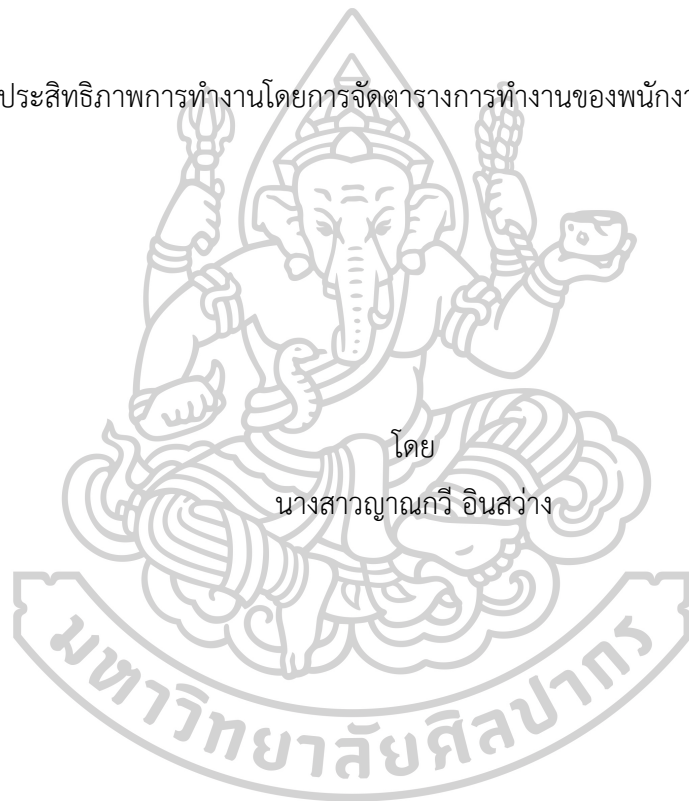 ประสิทธิภาพการทำงานโดยการจัดตารางการทำงานของพนักงา
โดย
นางสาวญาณกวี อินสว่าง
มหาวิทยาลัยศิลปากร